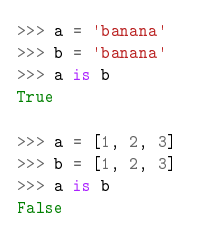 >>> a = 'banana'
>>> b = 'banana'
>>> a is b
True
>>> a = [1, 2, 3]
>>> b = [1, 2, 3]
>>> a is b
False